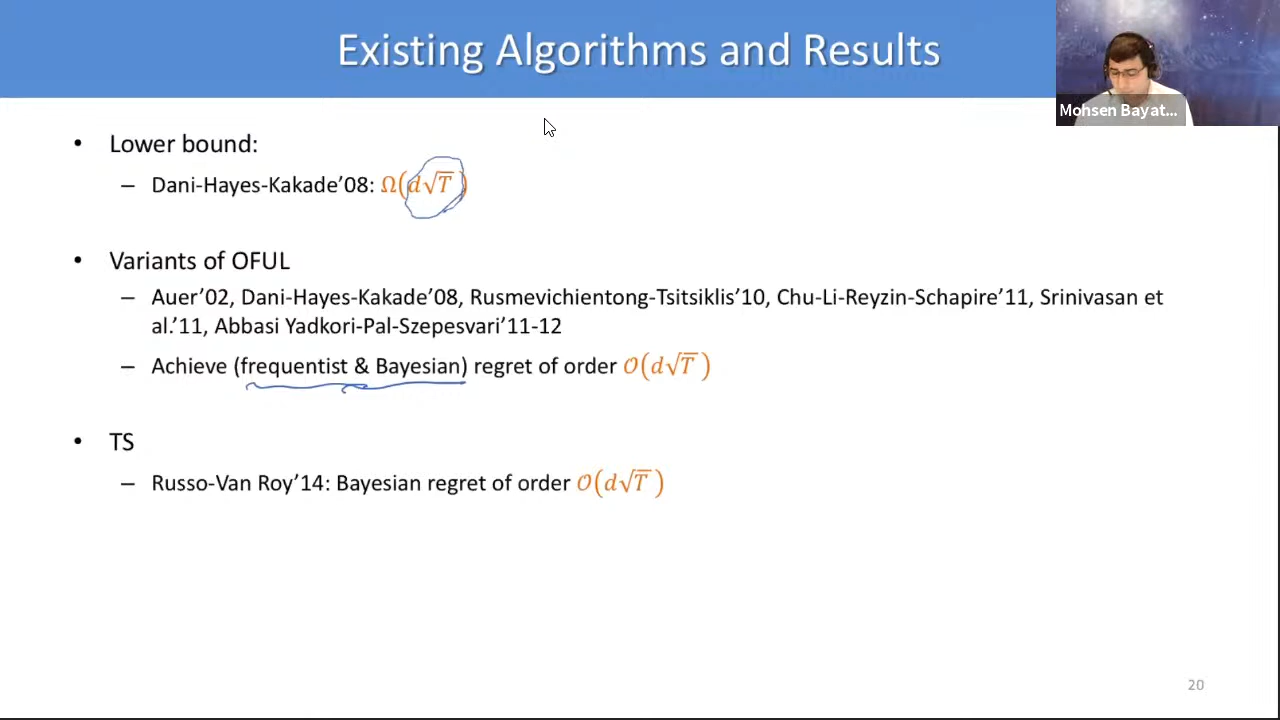 Existing Algorithms and Results
Mohsen Bayat...
• Lower bound:
– Dani-Hayes-Kakade’08: Ω(d√T)
• Variants of OFUL
– Auer’02, Dani-Hayes-Kakade’08, Rusmevichientong-Tsitsiklis’10, Chu-Li-Reyzin-Schapire’11, Srinivasan et
al.’11, Abbasi Yadkori-Pal-Szepesvari’11-12
– Achieve (frequentist & Bayesian) regret of order 𝒪(d√T)
• TS
– Russo-Van Roy’14: Bayesian regret of order 𝒪(d√T)
20